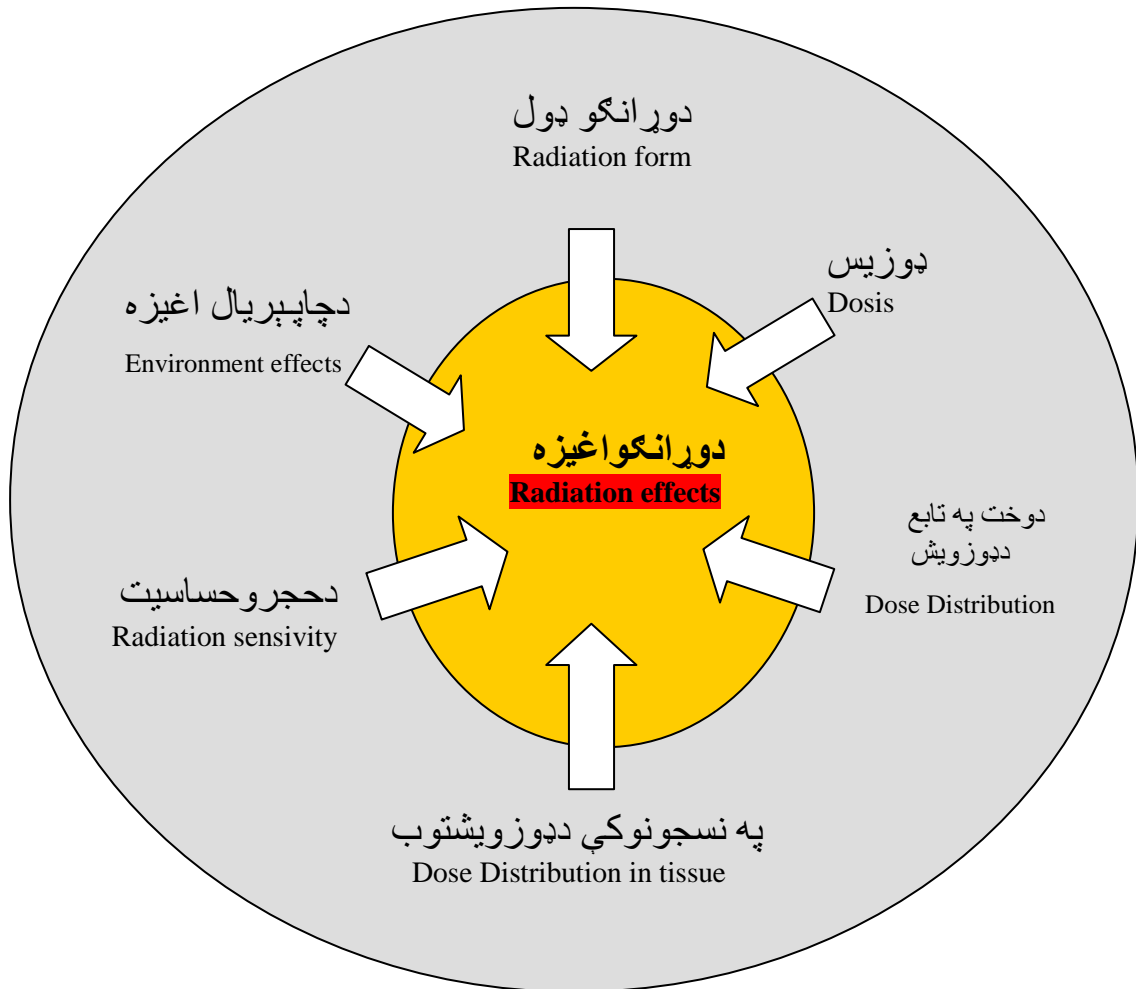 دوړانګو ډول
Radiation form
ډوزيس
Dosis
دچاپېريال اغيزه
Environment effects
دوړانګواغيزه
Radiation effects
دوخت په تابع
دډوزويش
Dose Distribution
دحجروحساسيت
Radiation sensivity
په نسجونوکې دډوزويشتوب
Dose Distribution in tissue